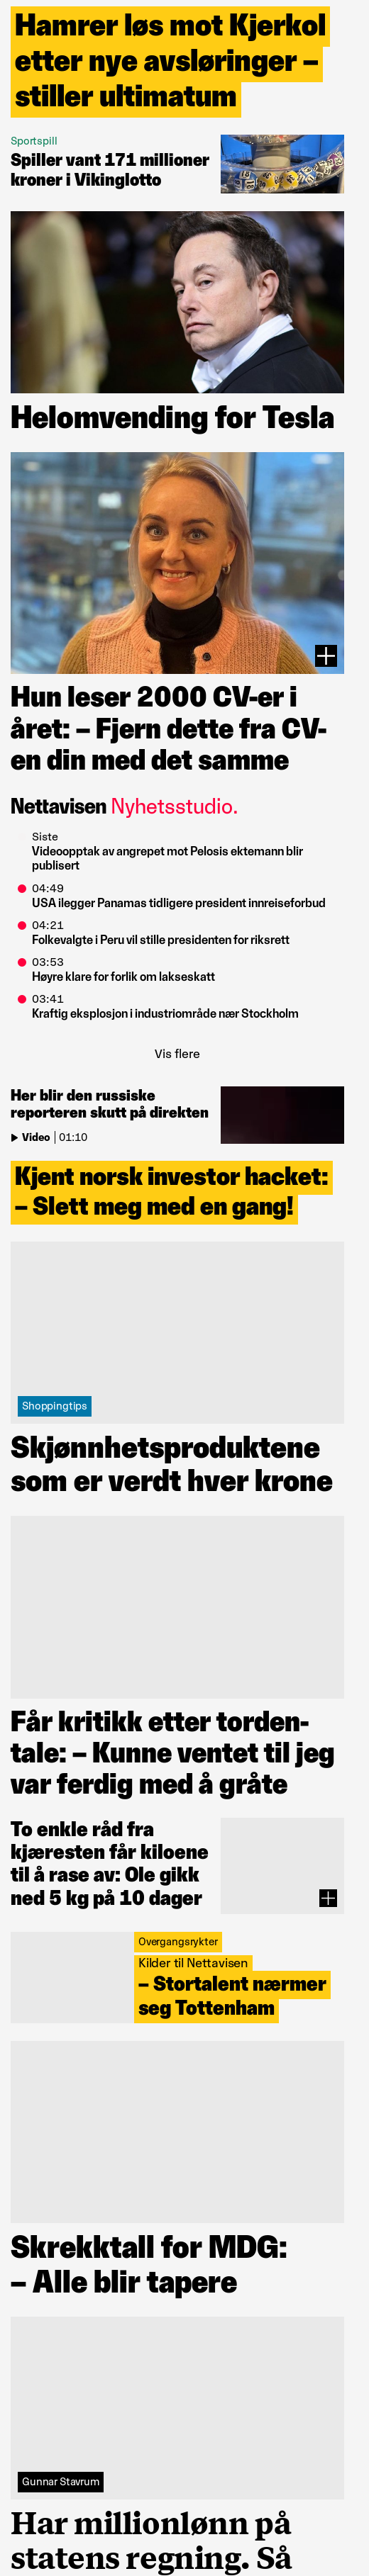 Hamrer løs mot Kjerkol
etter nye avsløringer –
stiller ultimatum
Sportspill
Spiller vant 171 millioner
kroner i Vikinglotto
Helomvending for Tesla
Hun leser 2000 CV-er i
året: – Fjern dette fra CV-
en din med det samme
Nettavisen Nyhetsstudio.
Siste
Videoopptak av angrepet mot Pelosis ektemann blir
publisert
04:49
USA ilegger Panamas tidligere president innreiseforbud
04:21
Folkevalgte i Peru vil stille presidenten for riksrett
03:53
Høyre klare for forlik om lakseskatt
03:41
Kraftig eksplosjon i industriområde nær Stockholm
Vis flere
Her blir den russiske
reporteren skutt på direkten
Video | 01:10
Kjent norsk investor hacket:
– Slett meg med en gang!
Shoppingtips
Skjønnhetsproduktene
som er verdt hver krone
Får kritikk etter torden-
tale: – Kunne ventet til jeg
var ferdig med å gråte
To enkle råd fra
kjæresten får kiloene
til å rase av: Ole gikk
ned 5 kg på 10 dager
Overgangsrykter
Kilder til Nettavisen
– Stortalent nærmer
seg Tottenham
Skrekktall for MDG:
– Alle blir tapere
Gunnar Stavrum
Har millionlønn på
statens regning. Så